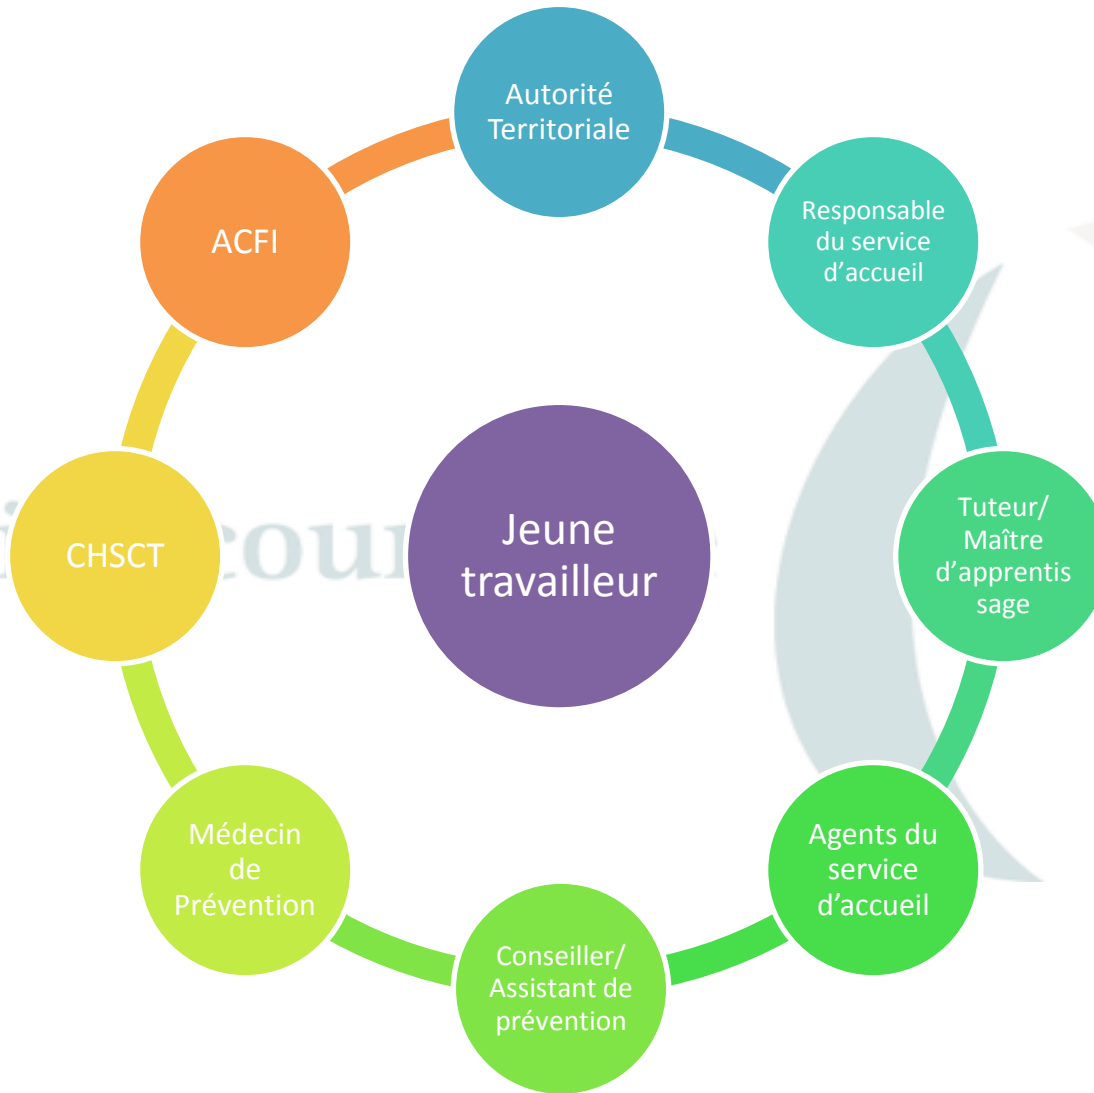 Autorité
Territoriale
Responsable
du service
d’accueil
Tuteur/
Maître
d’apprentis
sage
Agents du
service
d’accueil
Conseiller/
Assistant de
prévention
Médecin
de
Prévention
CHSCT
ACFI
Jeune
travailleur